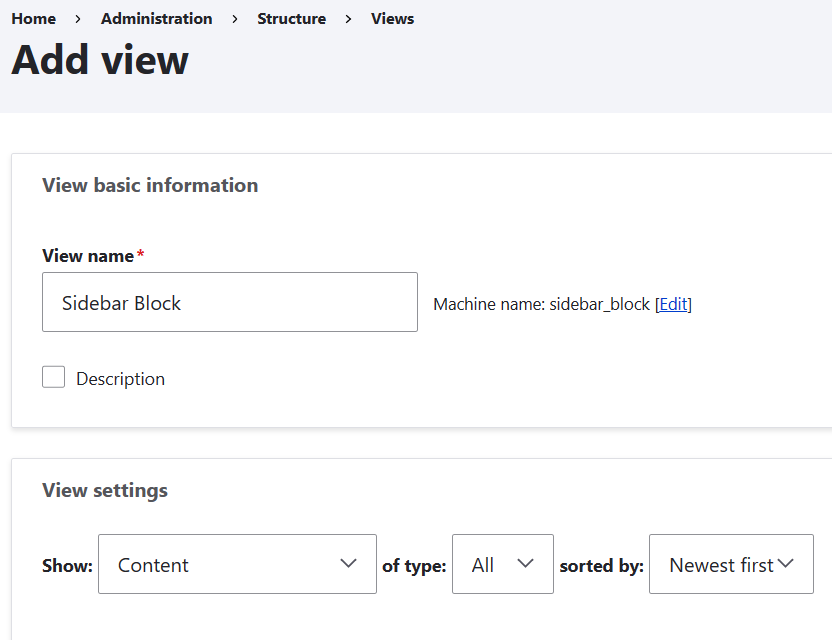 Home > Administration > Structure > Views
Add view
View basic information
View name*
Sidebar Block
Machine name: sidebar_block [Edit]
Description
View settings
Show: Content of type: All sorted by: Newest first